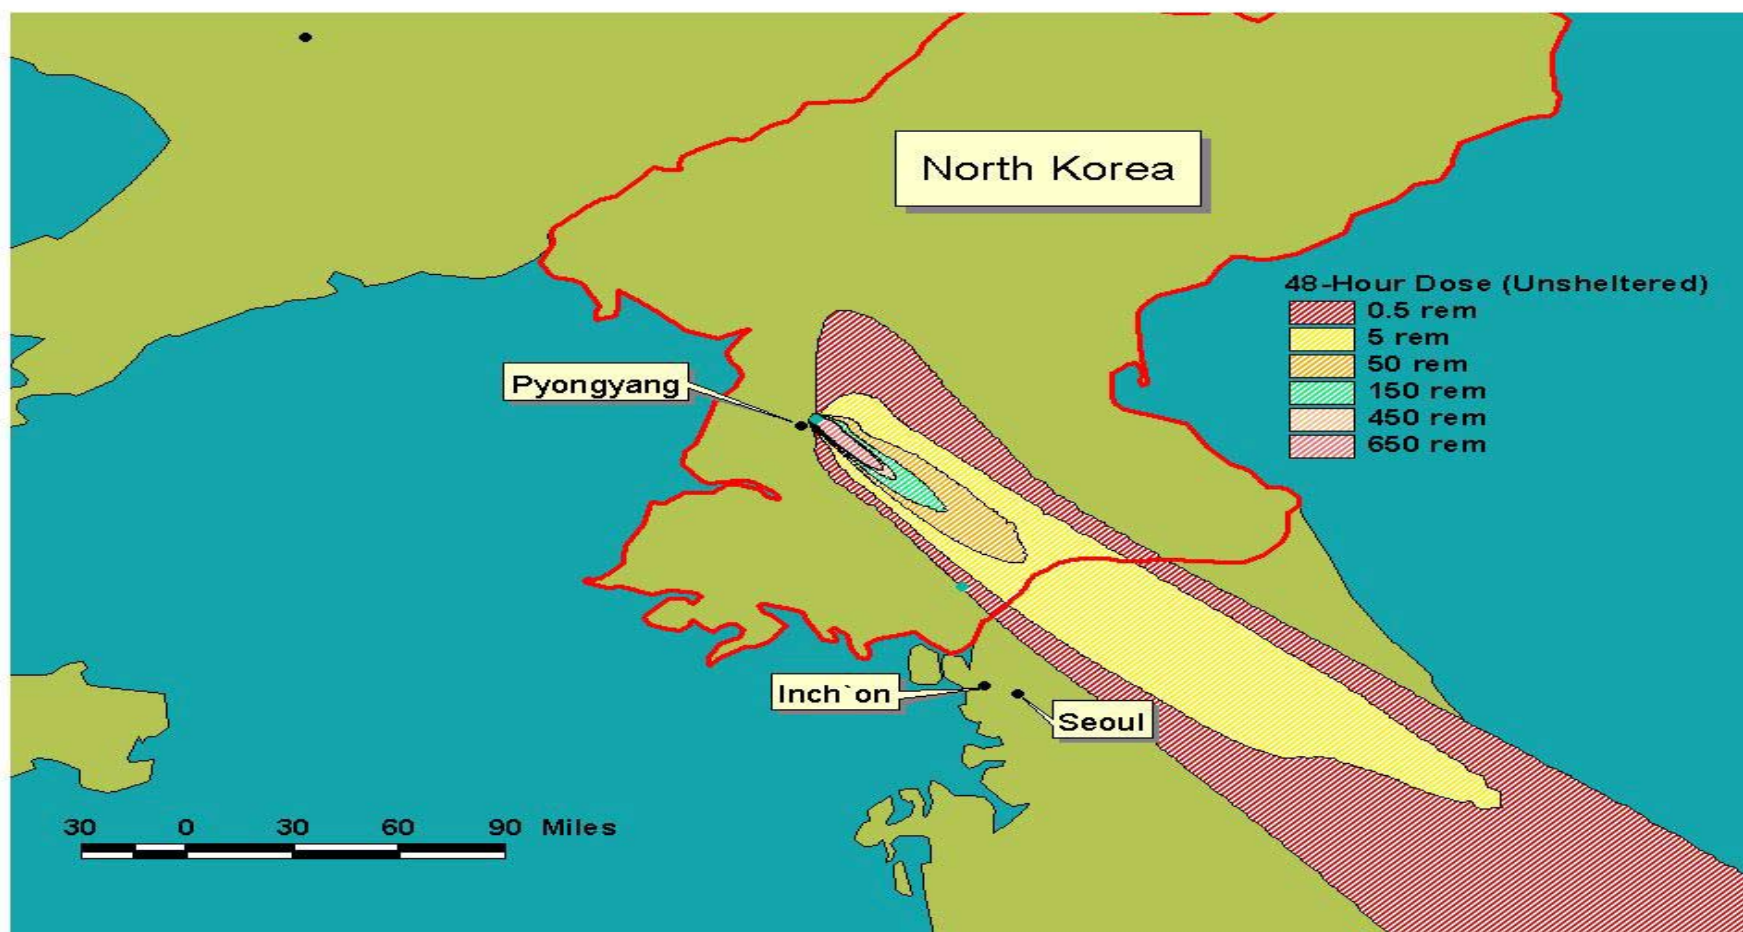 North Korea
48-Hour Dose (Unsheltered)
0.5 rem
5 rem
50 rem
150 rem
450 rem
650 rem
Pyongyang
Inch`on
Seoul
30 0 30 60 90 Miles